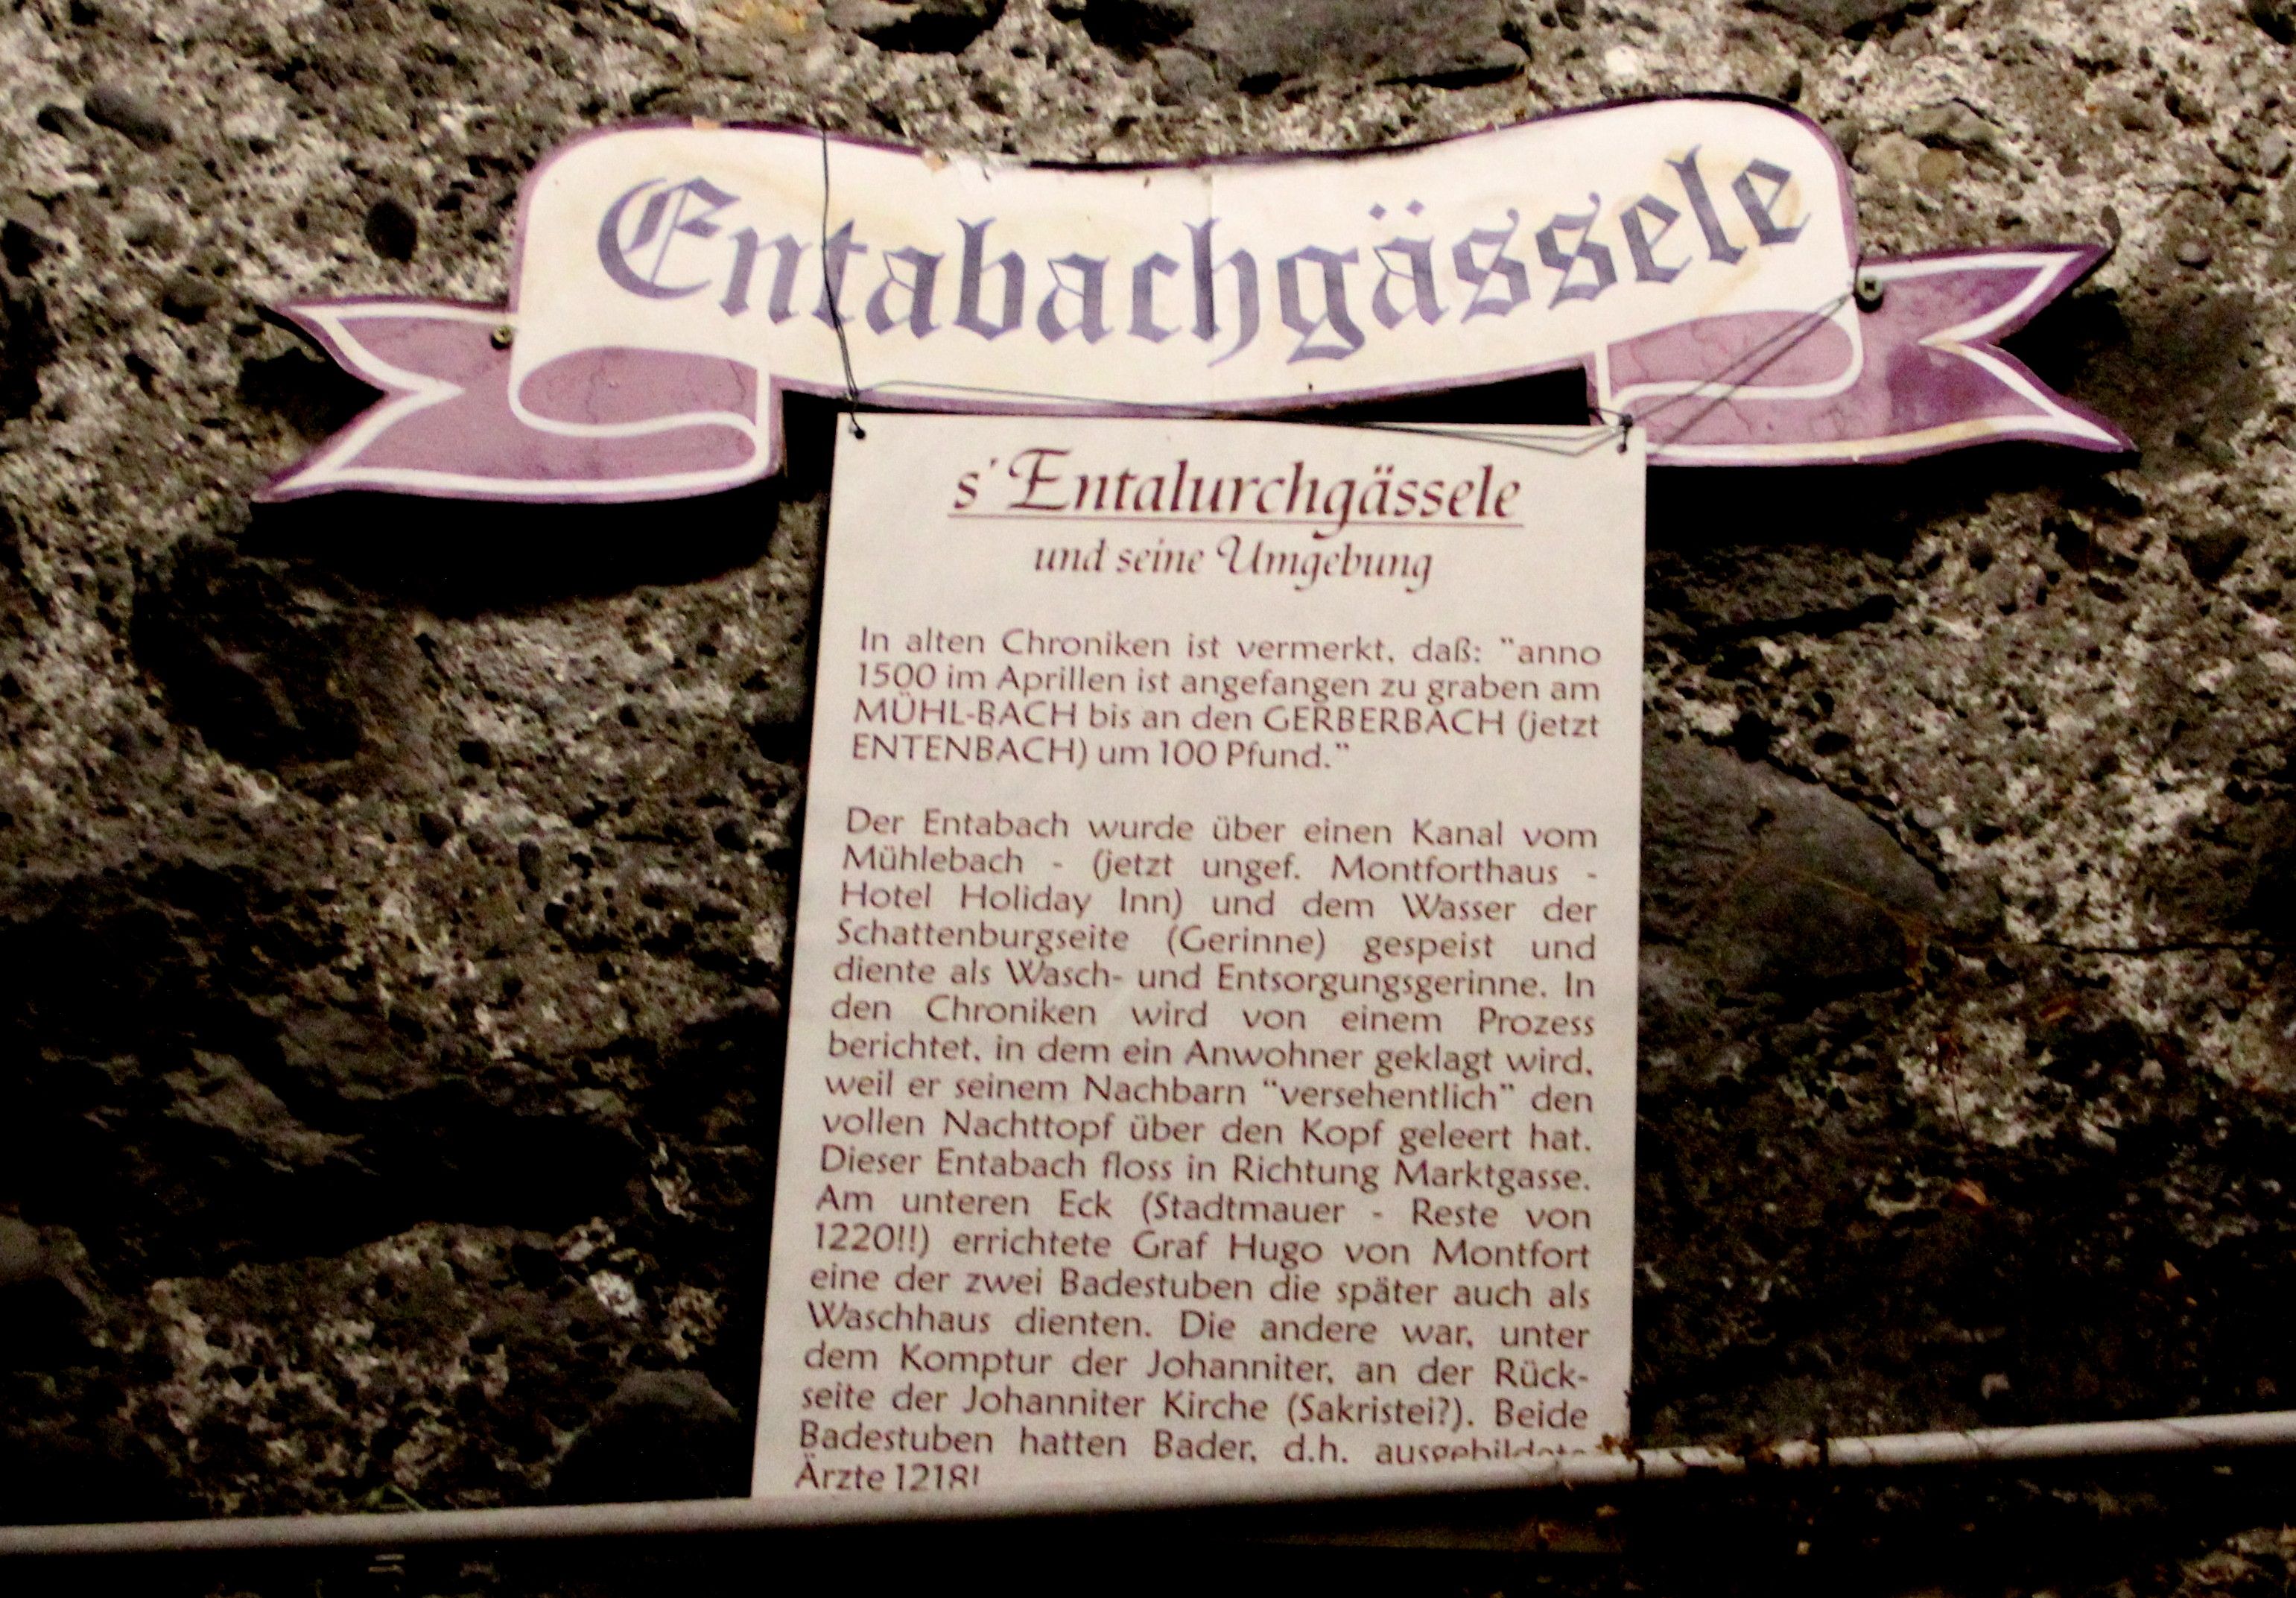 Entabachgässele
s'Entalurchgässele
und seine Umgebung
In alten Chroniken ist vermerkt, daß: "anno
1500 im Aprillen ist angefangen zu graben am
MÜHL-BACH bis an den GERBERBACH (jetzt
ENTENBACH) um 100 Pfund."
Der Entabach wurde über einen Kanal vom
Mühlebach - (jetzt ungef. Montforthaus -
Hotel Holiday Inn) und dem Wasser der
Schattenburgseite (Gerinne) gespeist und
diente als Wasch- und Entsorgungsgerinne. In
den Chroniken wird von einem Prozess
berichtet, in dem ein Anwohner geklagt wird,
weil er seinem Nachbarn "versehentlich" den
vollen Nachttopf über den Kopf geleert hat.
Dieser Entabach floss in Richtung Marktgasse.
Am unteren Eck (Stadtmauer - Reste von
1220!!) errichtete Graf Hugo von Montfort
eine der zwei Badestuben die später auch als
Waschhaus dienten. Die andere war, unter
dem Komptur der Johanniter, an der Rück-
seite der Johanniter Kirche (Sakristei?). Beide
Badestuben hatten Bader, d.h. ausgebildete
Ärzte 1218!